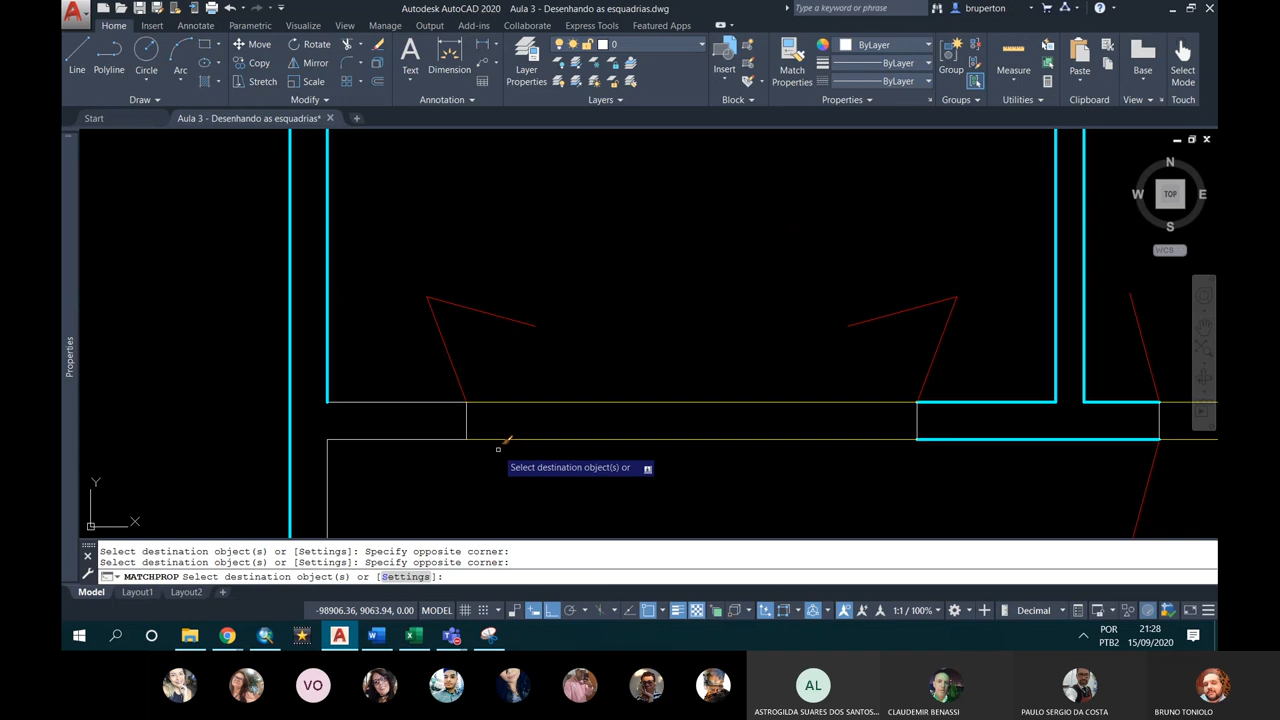 Autodesk AutoCAD 2020 Aula 3 - Desenhando as esquadrias.dwg
Type a keyword or phrase
bruperton
Home Insert Annotate Parametric Visualize View Manage Output Add-ins Collaborate Express Tools Featured Apps
Line Polyline Circle Arc
Move Rotate
Copy Mirror
Stretch Scale
Text Dimension
Layer Properties
0
Insert
Match Properties
ByLayer
ByLayer
ByLayer
Group
Measure
Paste
Base
Select Mode
Draw Modify Annotation Layers Block Properties Groups Utilities Clipboard View Touch
Start Aula 3 - Desenhando as esquadrias*
N
W TOP E
S
WCS
Properties
Select destination object(s) or
Y
X
Select destination object(s) or [Settings]: Specify opposite corner:
Select destination object(s) or [Settings]: Specify opposite corner:
MATCHPROP Select destination object(s) or [Settings]:
Model Layout1 Layout2
-98906.36, 9063.94, 0.00 MODEL 1:1 / 100% Decimal
POR 21:28
PTB2 15/09/2020
VO AL
ASTROGILDA SUARES DOS SANTOS... CLAUDEMIR BENASSI PAULO SERGIO DA COSTA BRUNO TONIOLO